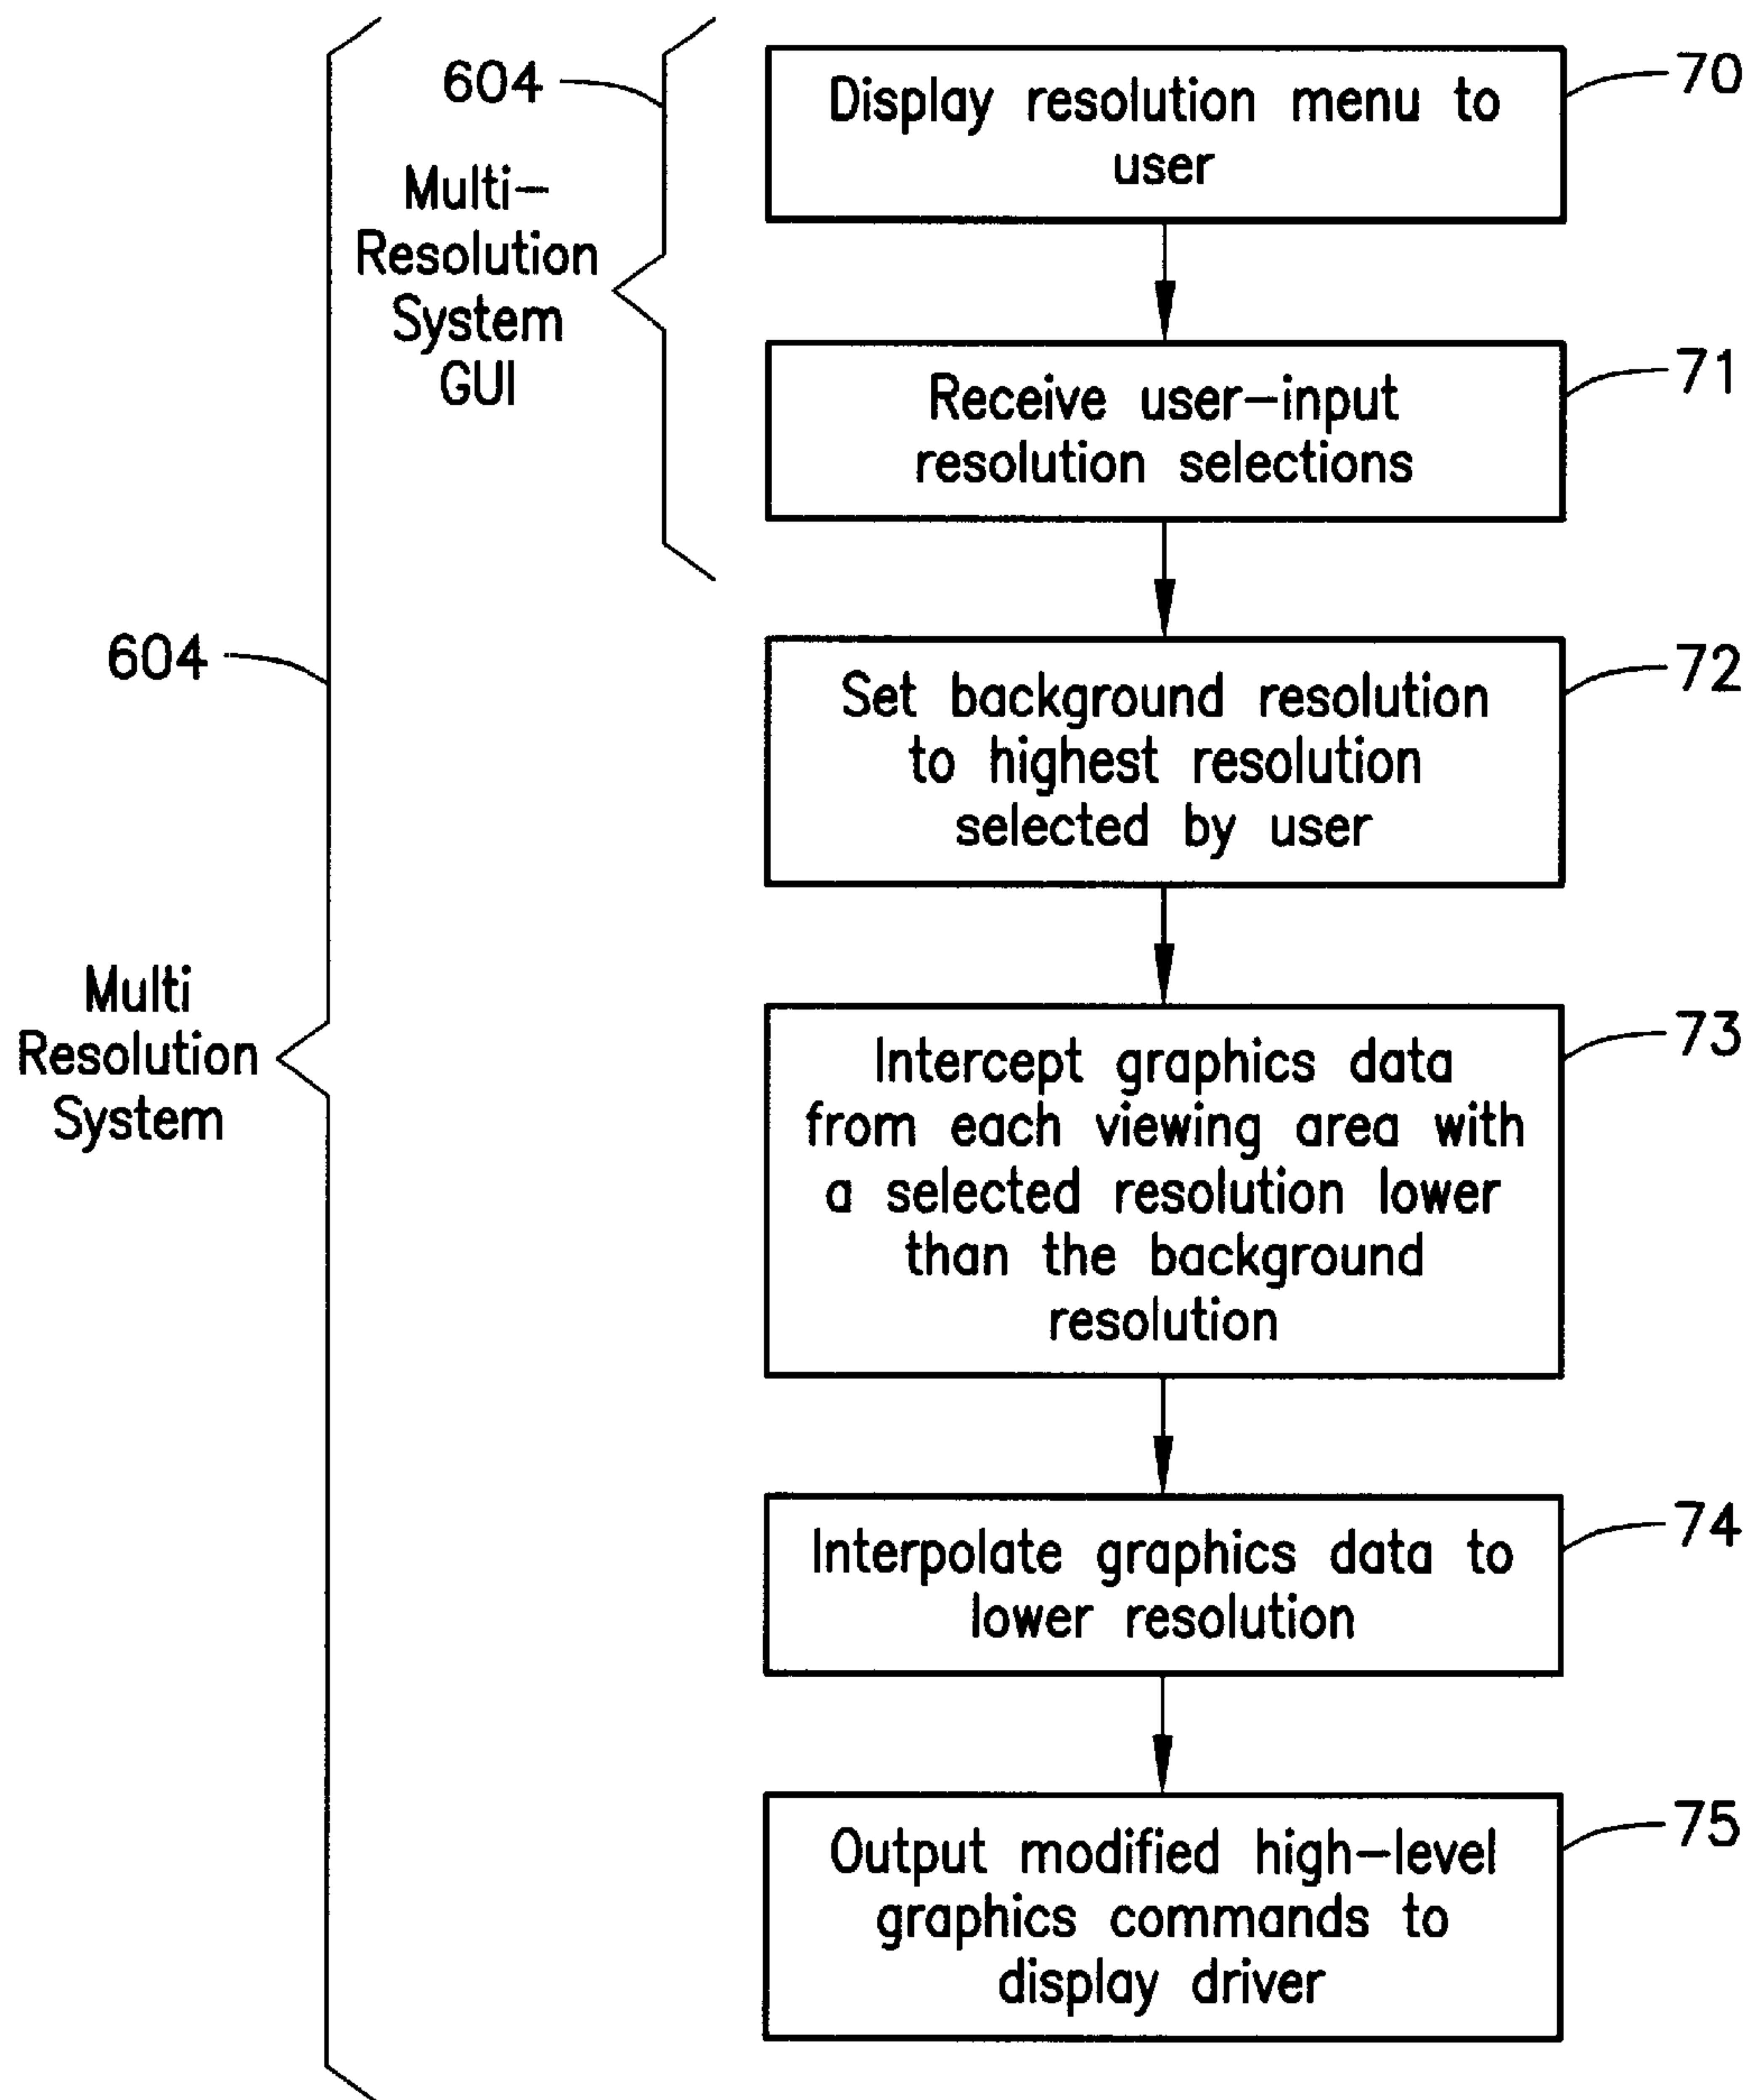 604
Multi-
Resolution
System
GUI
604
Multi
Resolution
System
Display resolution menu to
user
70
Receive user-input
resolution selections
71
Set background resolution
to highest resolution
selected by user
72
Intercept graphics data
from each viewing area with
a selected resolution lower
than the background
resolution
73
Interpolate graphics data to
lower resolution
74
Output modified high-level
graphics commands to
display driver
75